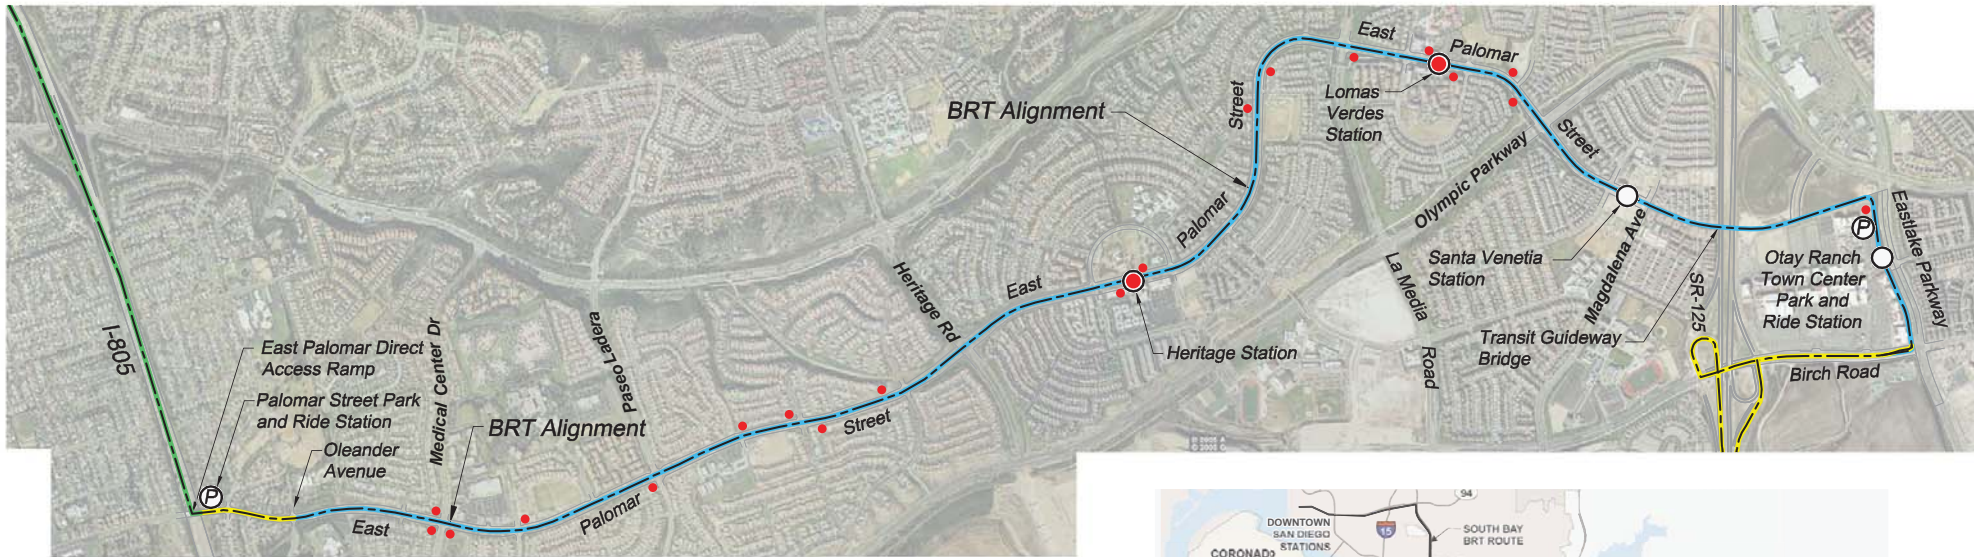 East
Palomar
Street
BRT Alignment
Lomas
Verdes
Station
Street
Olympic Parkway
Palomar
Eastlake Parkway
P
Santa Venetia
Station
Magdalena Ave
Otay Ranch
Town Center
Park and
Ride Station
La Media
Road
SR-125
Heritage Rd
East
Transit Guideway
Bridge
Heritage Station
Birch Road
I-805
East Palomar Direct
Access Ramp
Medical Center Dr
Paseo Ladera
Palomar Street Park
and Ride Station
BRT Alignment
Street
Oleander
Avenue
P
East
Palomar
DOWNTOWN
SAN DIEGO
STATIONS
CORONADO
15
94
SOUTH BAY
BRT ROUTE